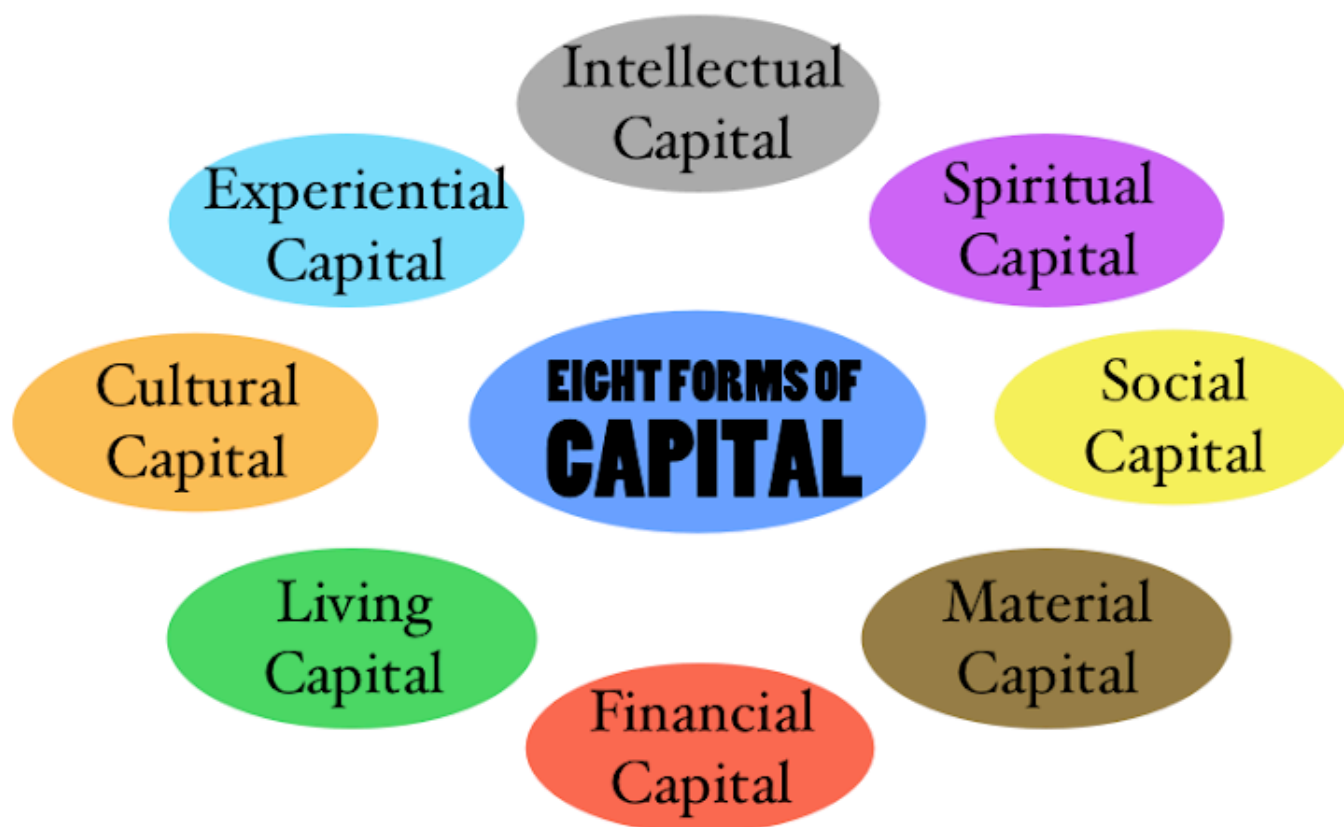 Intellectual
Capital
Experiential
Capital
Spiritual
Capital
Cultural
Capital
EIGHT FORMS OF
CAPITAL
Social
Capital
Living
Capital
Material
Capital
Financial
Capital